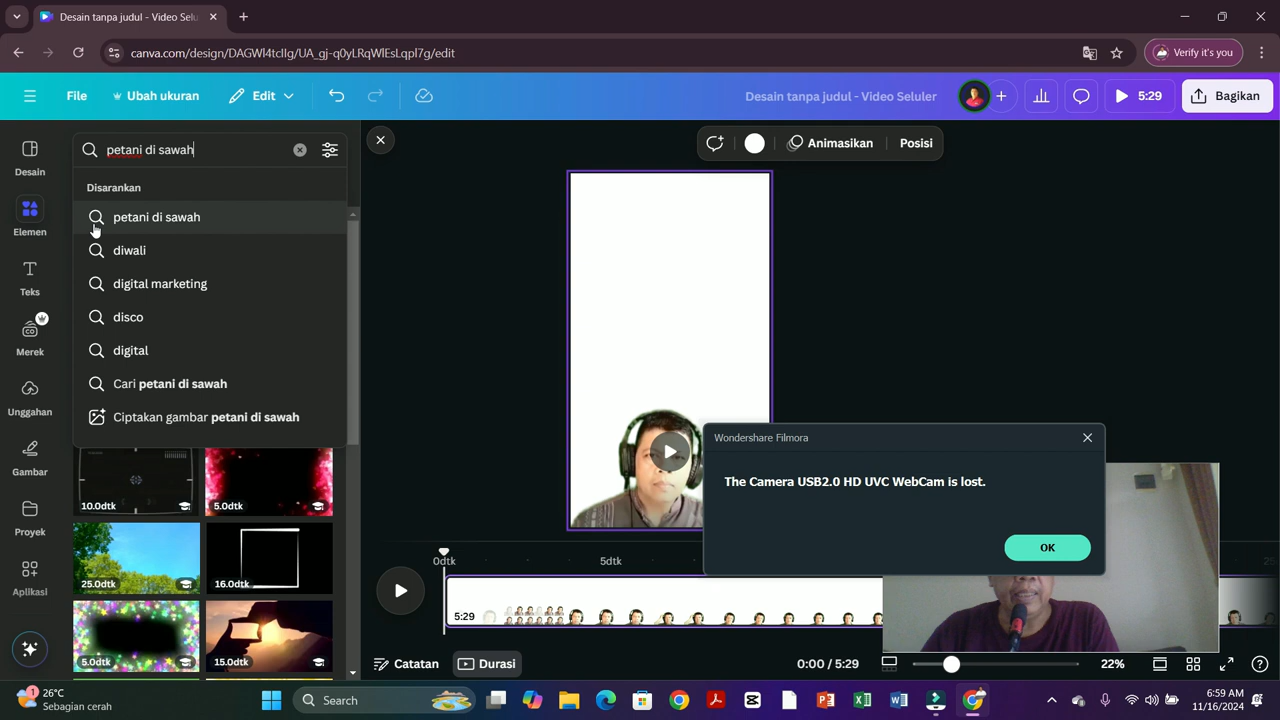 Desain tanpa judul - Video Selu
canva.com/design/DAGWl4tcIIg/UA_gj-q0yLRqWlEsLqpl7g/edit
Verify it's you
File
Ubah ukuran
Edit
Desain tanpa judul - Video Seluler
5:29
Bagikan
Desain
Elemen
Teks
Merek
Unggahan
Gambar
Proyek
Aplikasi
petani di sawah
Disarankan
petani di sawah
diwali
digital marketing
disco
digital
Cari petani di sawah
Ciptakan gambar petani di sawah
10.0dtk
5.0dtk
25.0dtk
16.0dtk
5.0dtk
15.0dtk
Animasikan
Posisi
Wondershare Filmora
The Camera USB2.0 HD UVC WebCam is lost.
OK
0dtk
5dtk
5:29
Catatan
Durasi
0:00 / 5:29
22%
1
26°C
Sebagian cerah
Search
6:59 AM
11/16/2024